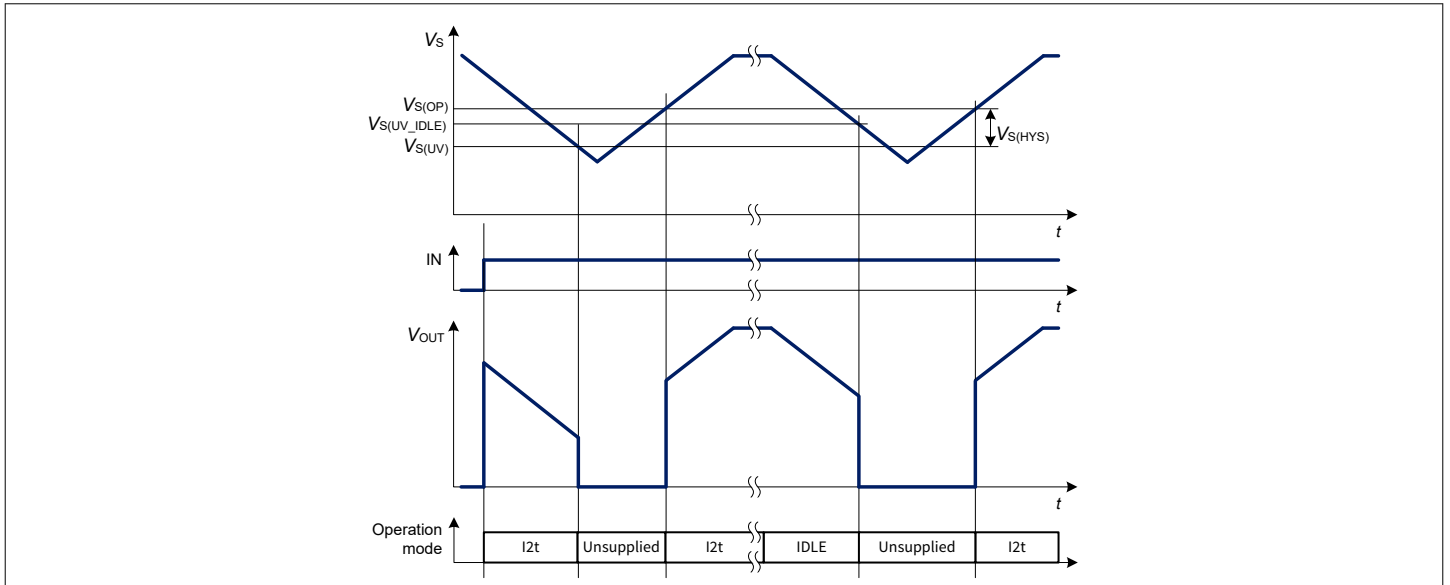 VS
VS(OP)
VS(UV_IDLE)
VS(UV)
VS(HYS)
t
IN
t
VOUT
t
Operation
mode
I2t Unsupplied I2t IDLE Unsupplied I2t